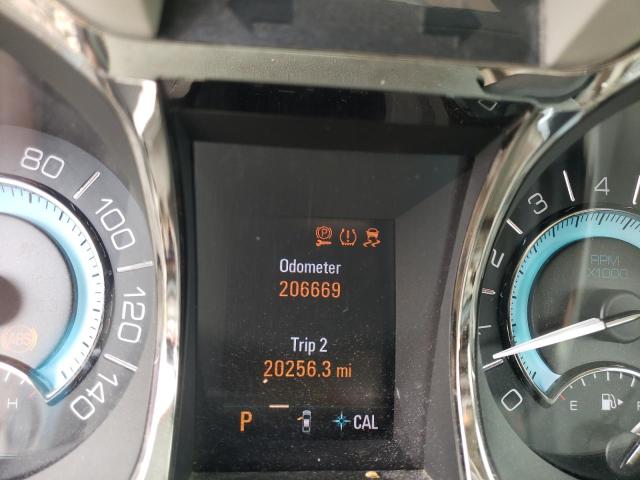 80
100
120
140
H
ABS
P
Odometer
206669
Trip 2
20256.3 mi
P
CAL
4
3
2
1
0
RPM
X1000
E